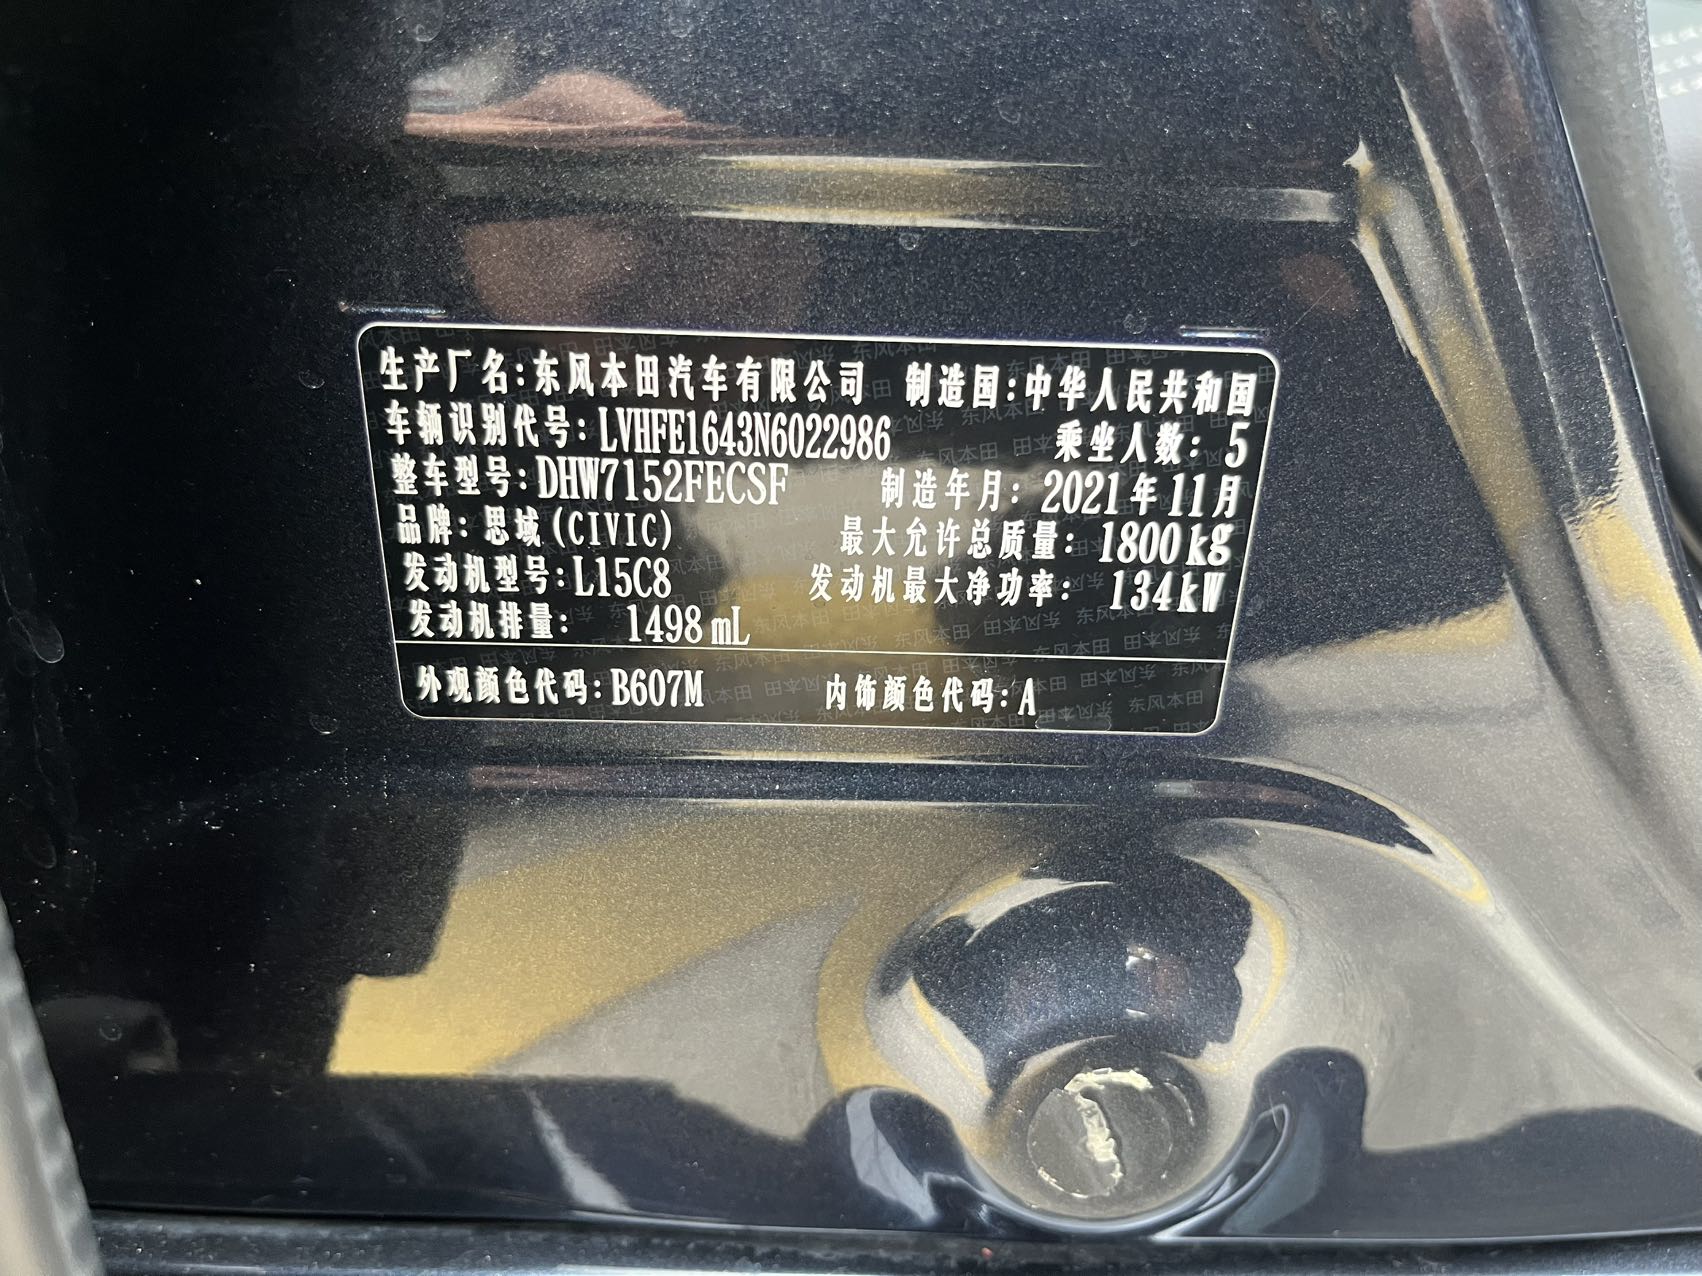 生产厂名:东风本田汽车有限公司 制造国:中华人民共和国
车辆识别代号:LVHFE1643N6022986 乘坐人数:5
整车型号:DHW7152FECSF 制造年月:2021年11月
品牌:思域(CIVIC) 最大允许总质量:1800kg
发动机型号:L15C8 发动机最大净功率:134kW
发动机排量:1498mL
外观颜色代码:B607M 内饰颜色代码:A